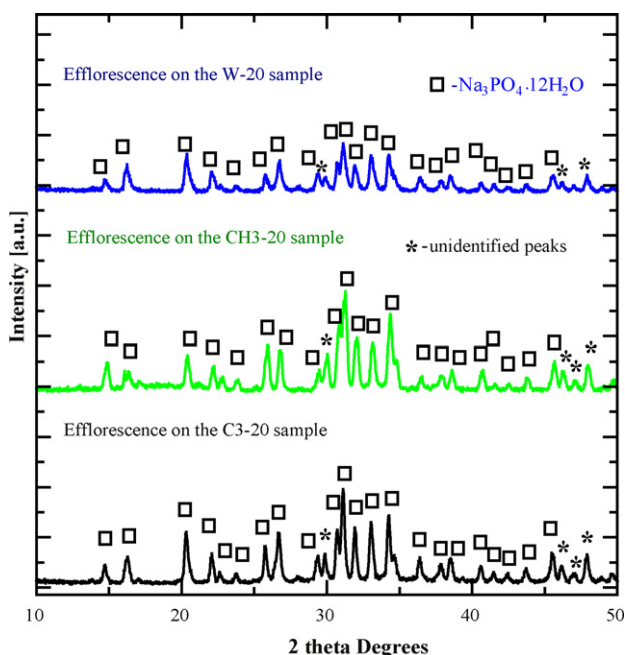 Efflorescence on the W-20 sample
-Na₃PO₄.12H₂O
Efflorescence on the CH3-20 sample
*-unidentified peaks
Efflorescence on the C3-20 sample
Intensity [a.u.]
10 20 30 40 50
2 theta Degrees